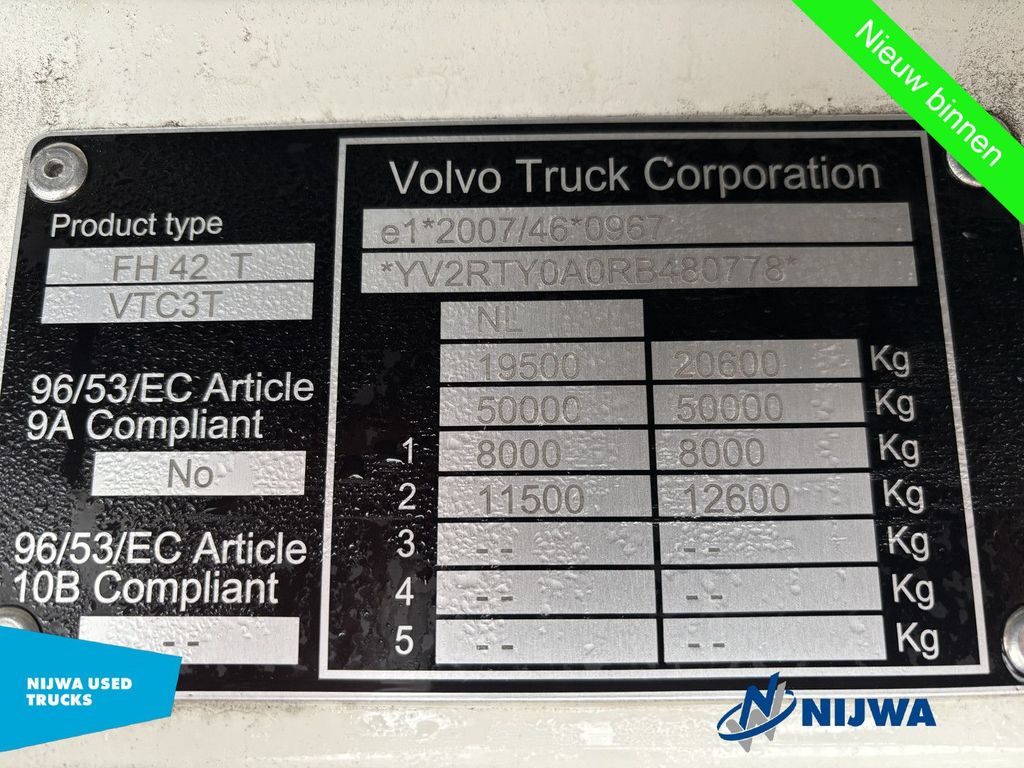 Nieuw binnen
Volvo Truck Corporation
e1*2007/46*0967
*YV2RTY0A0RB480778*
Product type
FH 42 T
VTC3T
96/53/EC Article
9A Compliant
No
96/53/EC Article
10B Compliant
--
NL
19500 20600 Kg
50000 50000 Kg
1 8000 8000 Kg
2 11500 12600 Kg
3 -- -- Kg
4 -- -- Kg
5 -- -- Kg
NIJWA USED
TRUCKS
NIJWA